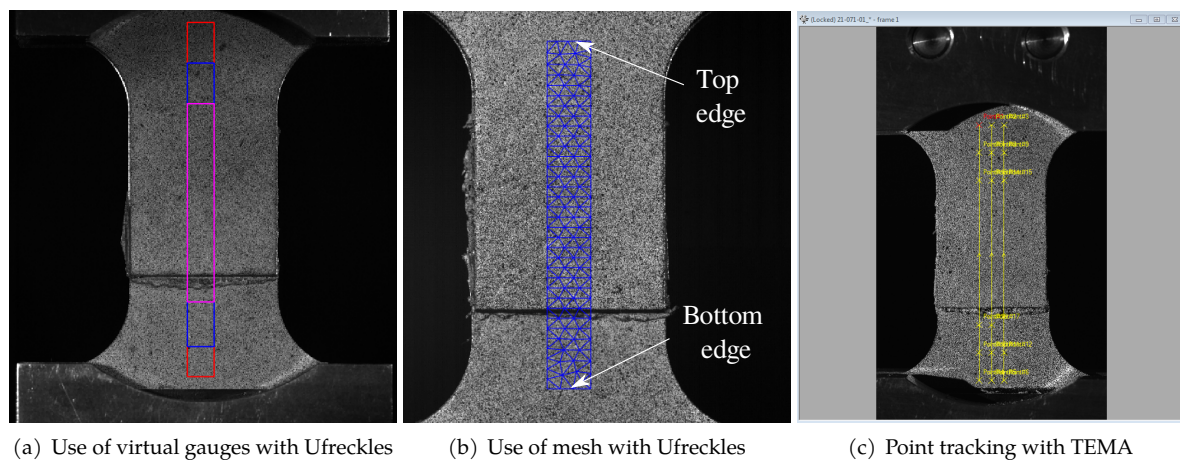 (Locked) 21-071-01_* - frame 1
Top
edge
Bottom
edge
(a) Use of virtual gauges with Ufreckles
(b) Use of mesh with Ufreckles
(c) Point tracking with TEMA